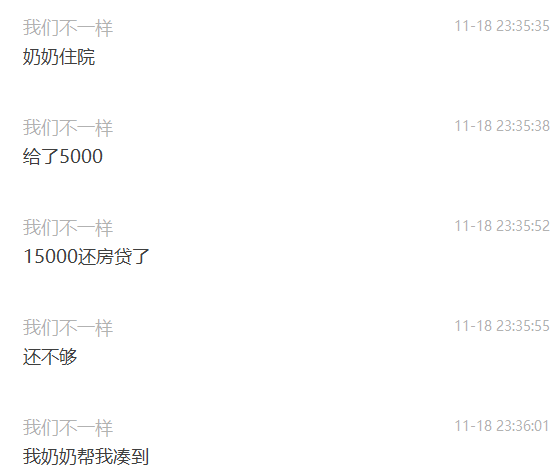 我们不一样 11-18 23:35:35
奶奶住院
我们不一样 11-18 23:35:38
给了5000
我们不一样 11-18 23:35:52
15000还房贷了
我们不一样 11-18 23:35:55
还不够
我们不一样 11-18 23:36:01
我奶奶帮我凑到